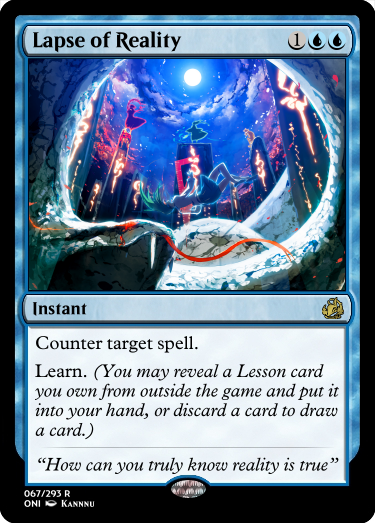 Lapse of Reality 1
Instant
Counter target spell.
Learn. (You may reveal a Lesson card
you own from outside the game and put it
into your hand, or discard a card to draw
a card.)
“How can you truly know reality is true”
067/293 R
ONI Kannnu